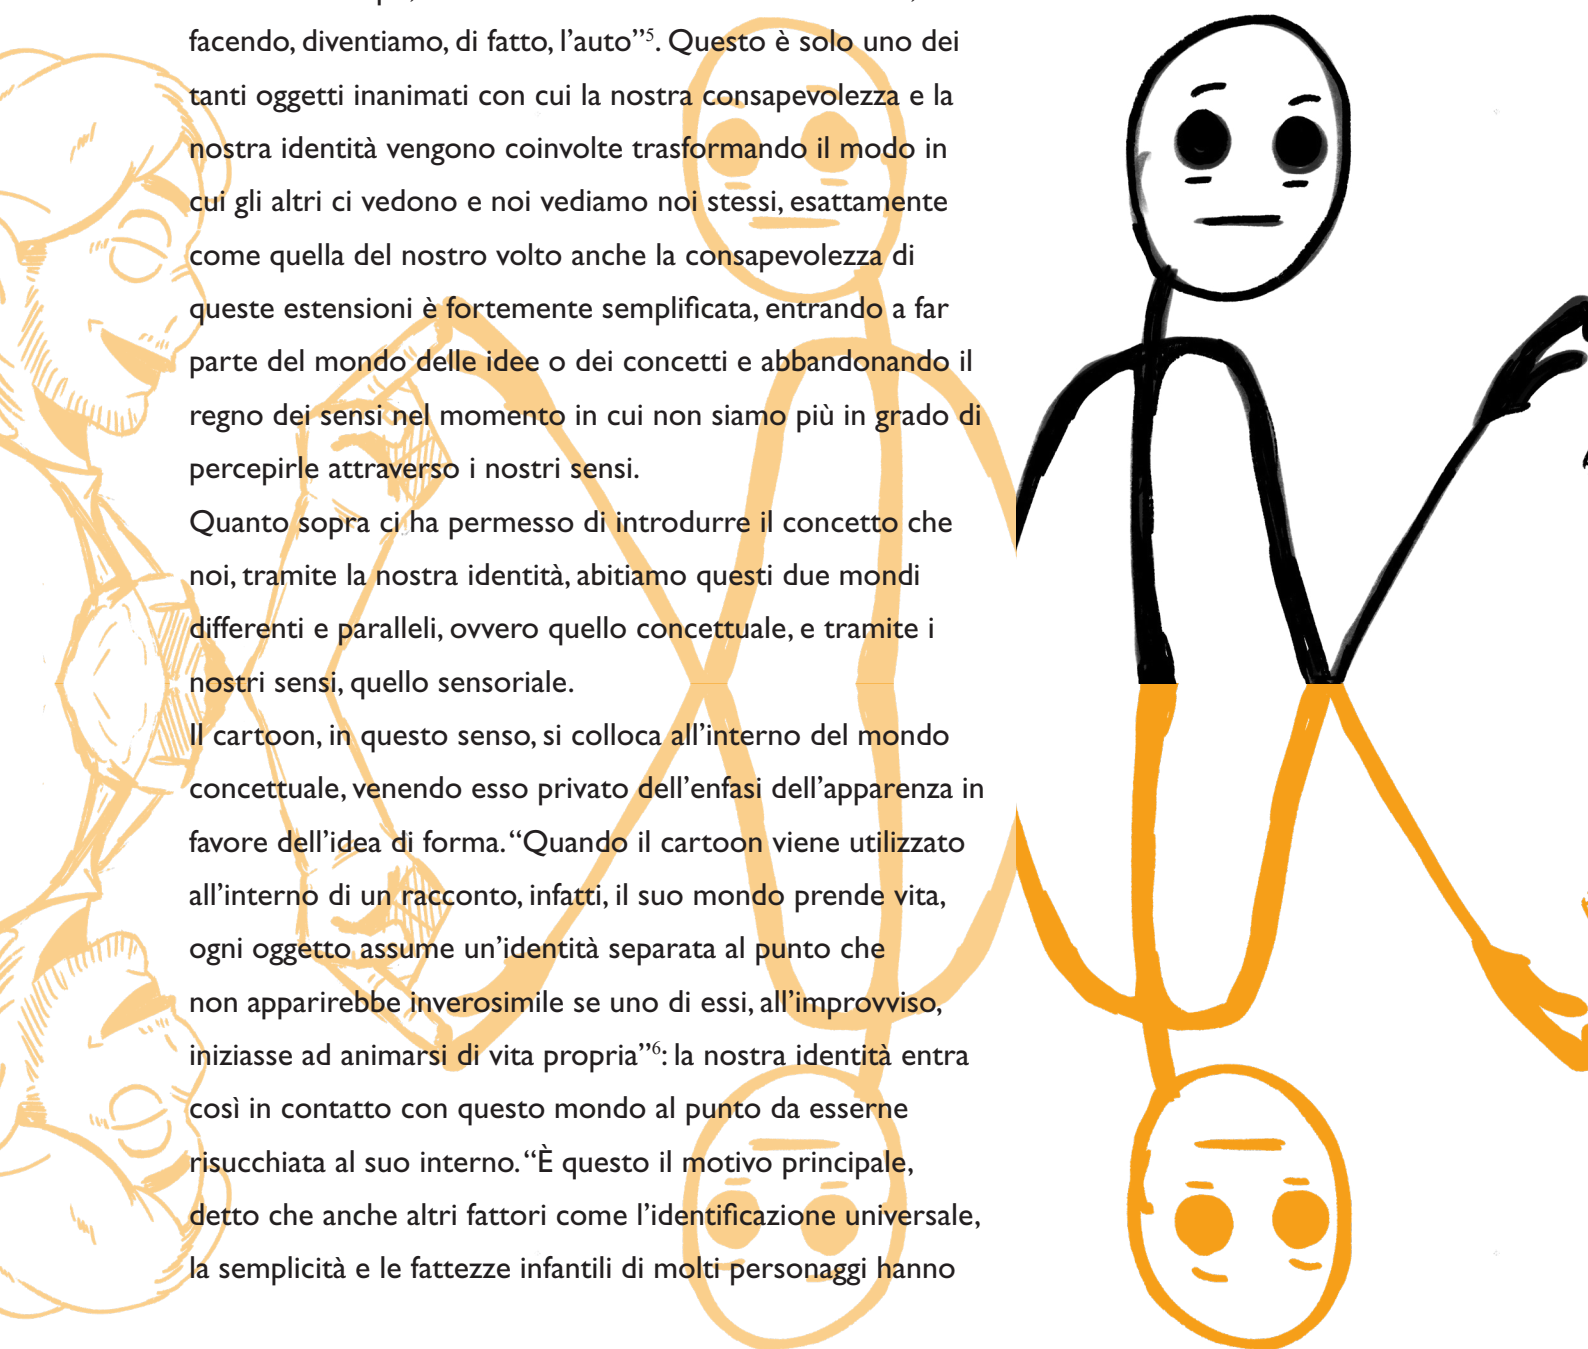 facendo, diventiamo, di fatto, l’auto”5. Questo è solo uno dei
tanti oggetti inanimati con cui la nostra consapevolezza e la
nostra identità vengono coinvolte trasformando il modo in
cui gli altri ci vedono e noi vediamo noi stessi, esattamente
come quella del nostro volto anche la consapevolezza di
queste estensioni è fortemente semplificata, entrando a far
parte del mondo delle idee o dei concetti e abbandonando il
regno dei sensi nel momento in cui non siamo più in grado di
percepirle attraverso i nostri sensi.
Quanto sopra ci ha permesso di introdurre il concetto che
noi, tramite la nostra identità, abitiamo questi due mondi
differenti e paralleli, ovvero quello concettuale, e tramite i
nostri sensi, quello sensoriale.
Il cartoon, in questo senso, si colloca all’interno del mondo
concettuale, venendo esso privato dell’enfasi dell’apparenza in
favore dell’idea di forma. “Quando il cartoon viene utilizzato
all’interno di un racconto, infatti, il suo mondo prende vita,
ogni oggetto assume un’identità separata al punto che
non apparirebbe inverosimile se uno di essi, all’improvviso,
iniziasse ad animarsi di vita propria”6: la nostra identità entra
così in contatto con questo mondo al punto da esserne
risucchiata al suo interno. “È questo il motivo principale,
detto che anche altri fattori come l’identificazione universale,
la semplicità e le fattezze infantili di molti personaggi hanno